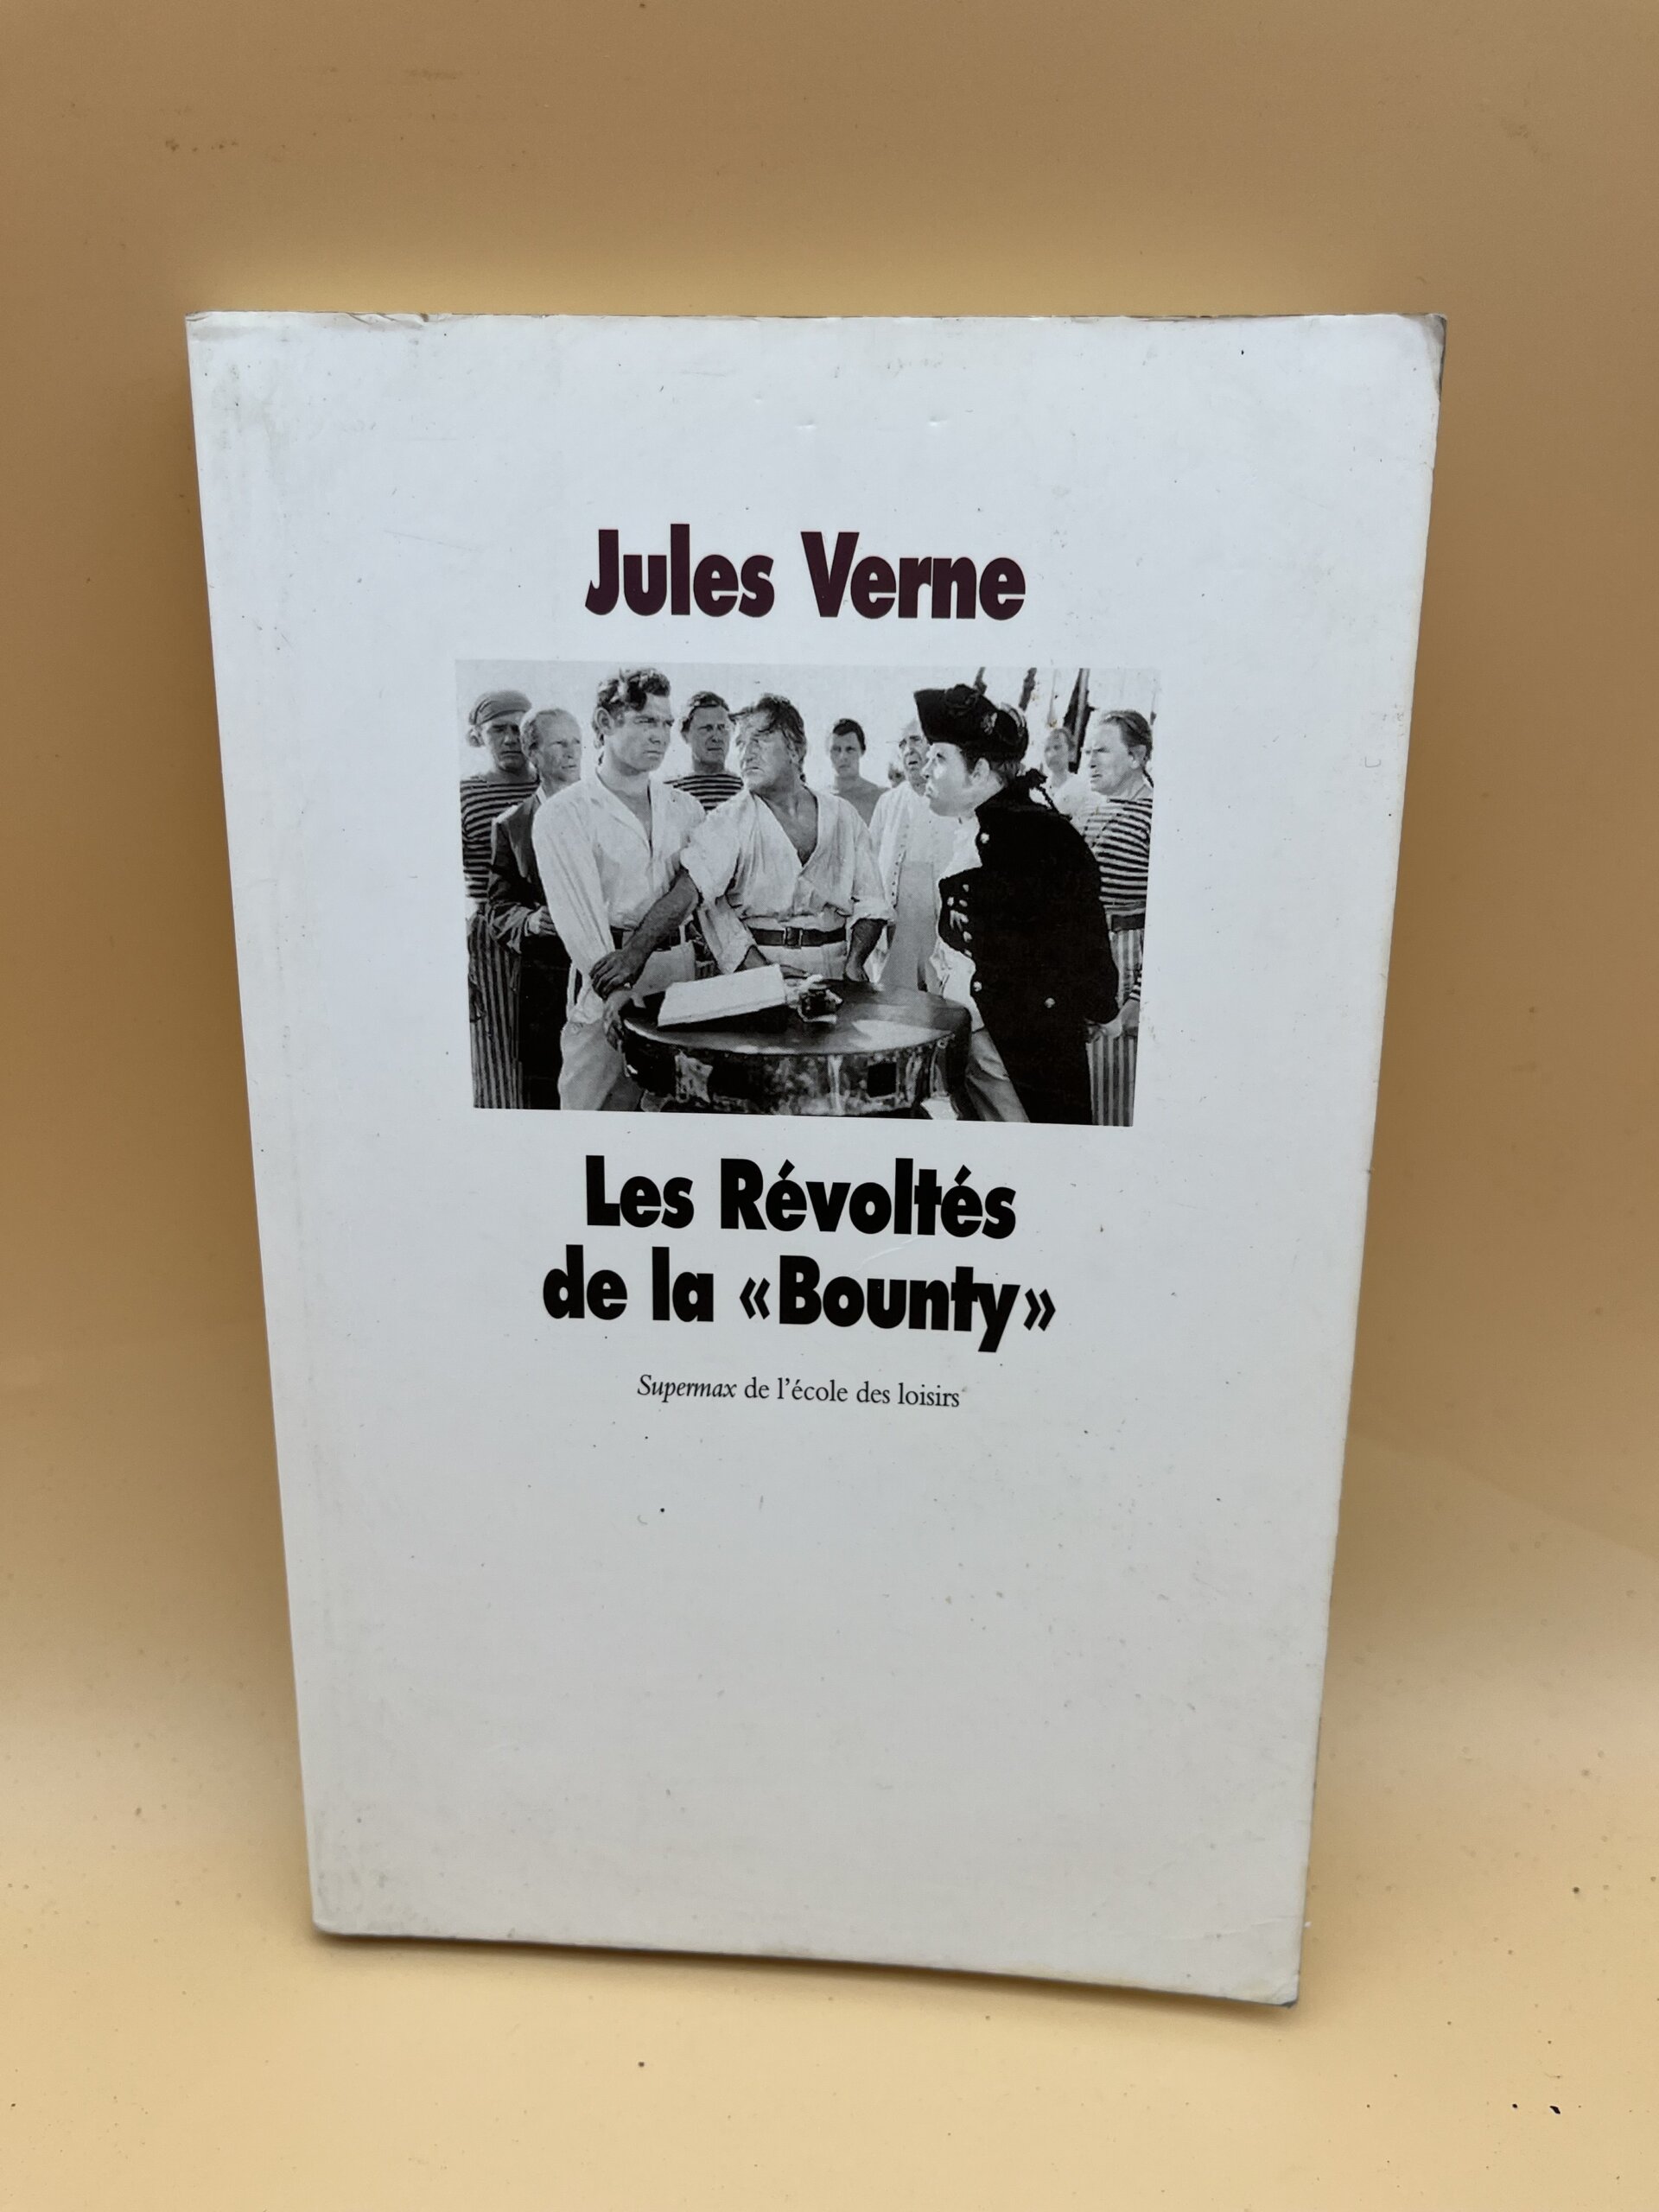 Jules Verne
Les Révoltés
de la «Bounty»
Supermax de l'école des loisirs